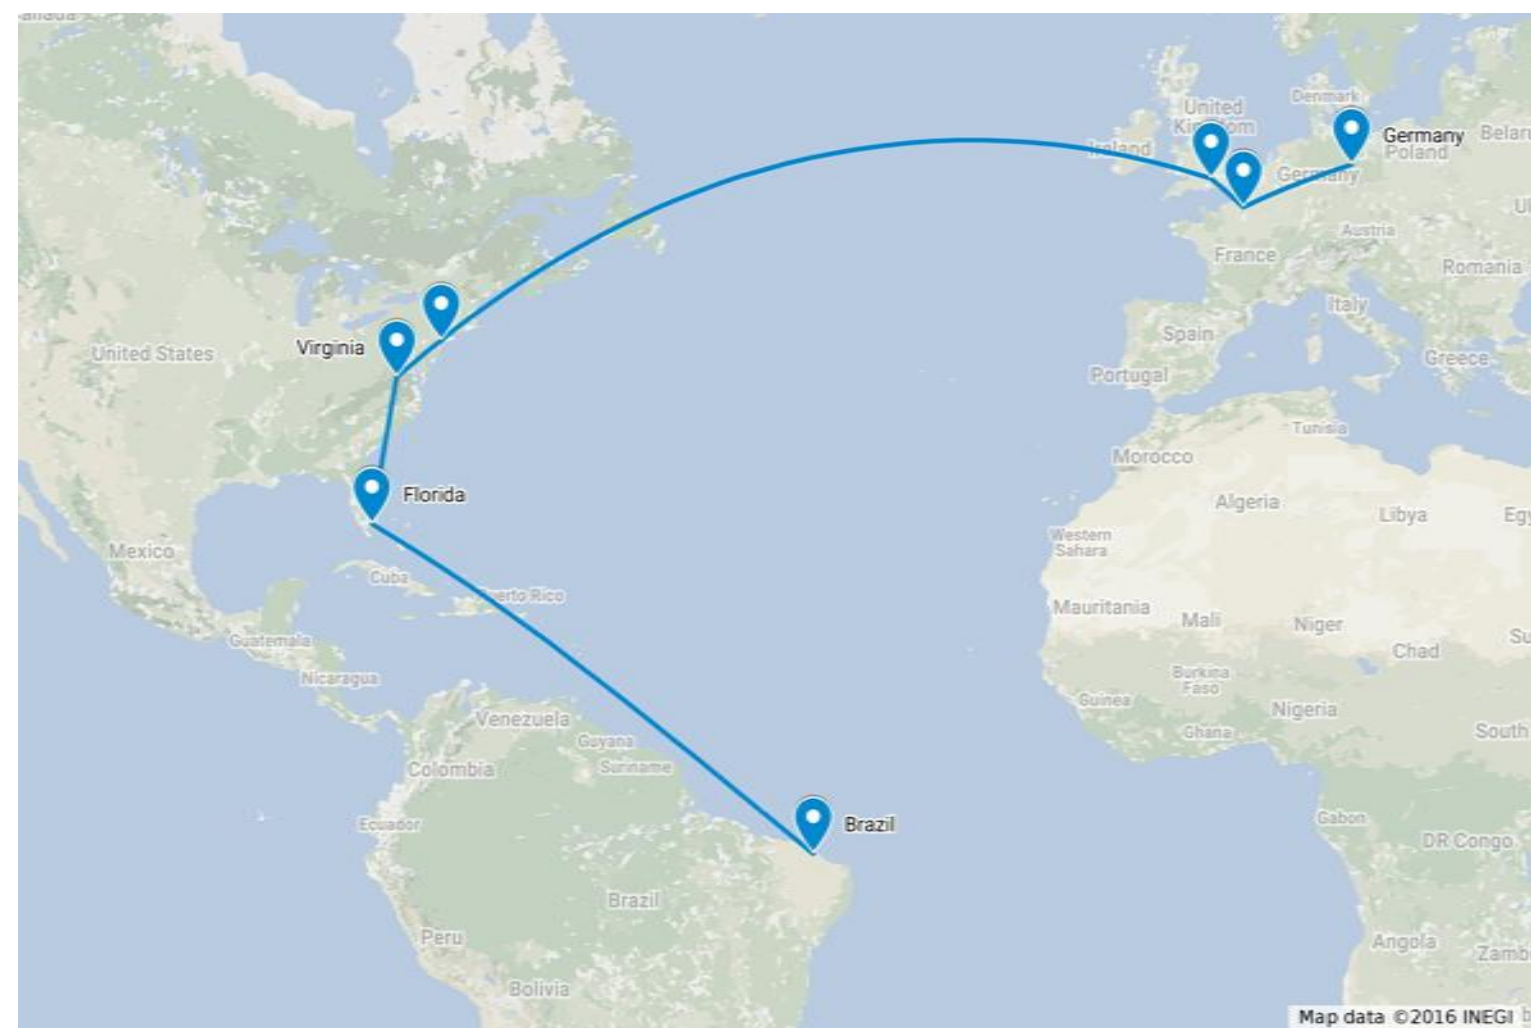 United
Kingdom
Denmark
Ireland
Germany
Belaru
Poland
Germany
Austria
France
Romania
Virginia
United States
Italy
Spain
Greece
Portugal
Tunisia
Morocco
Florida
Algeria
Libya
Western
Sahara
Mexico
Cuba
Puerto Rico
Mauritania
Mali
Niger
Chad
Guatemala
Nicaragua
Burkina
Faso
Guinea
Nigeria
Venezuela
Ghana
South
Guyana
Suriname
Colombia
Ecuador
Brazil
Gabon
DR Congo
Brazil
Peru
Angola
Bolivia
Map data ©2016 INEGI